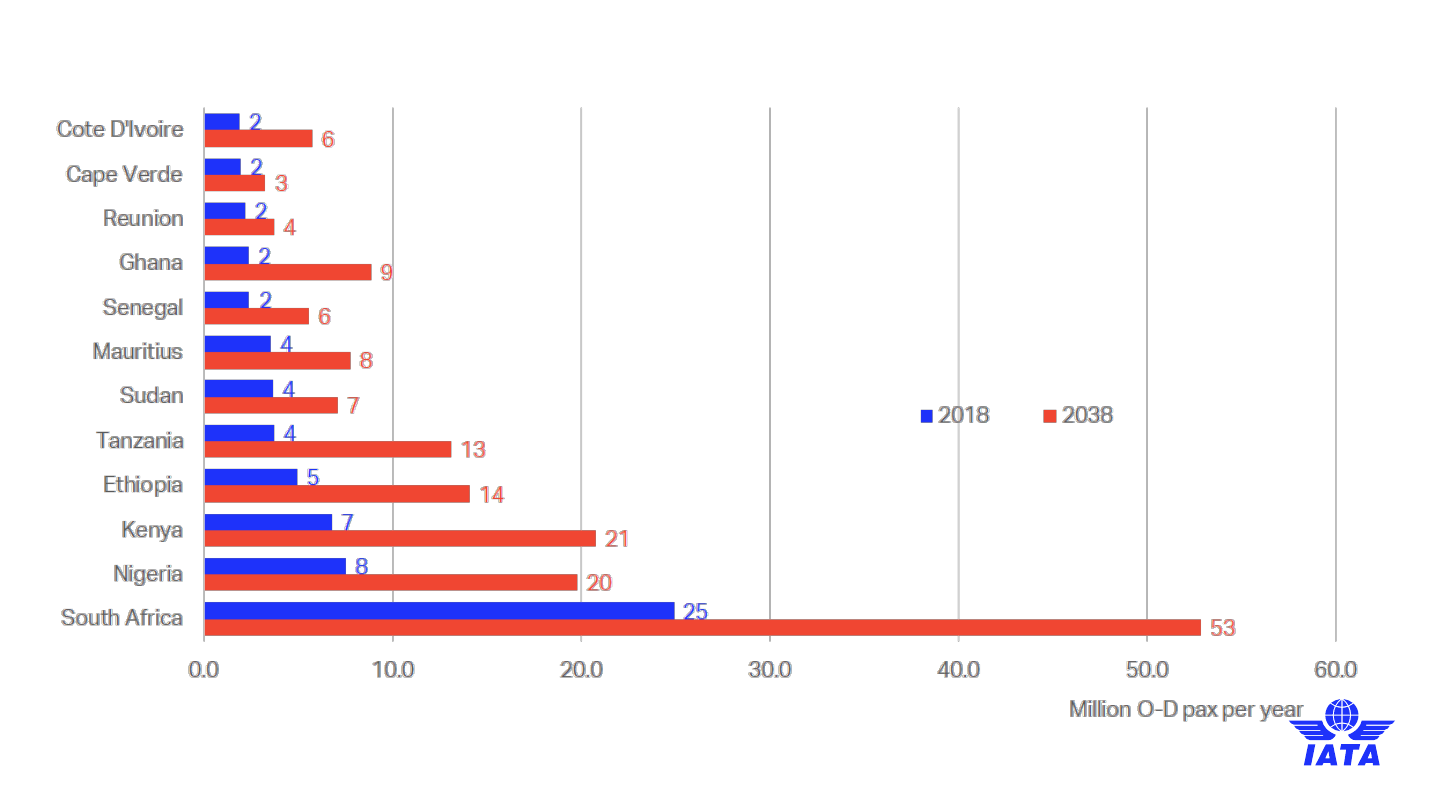 Cote D'Ivoire 2
6
Cape Verde 2
3
Reunion 2
4
Ghana 2
9
Senegal 2
6
Mauritius 4
8
Sudan 4
7
Tanzania 4
13
Ethiopia 5
14
Kenya 7
21
Nigeria 8
20
South Africa 25
53
2018 2038
0.0 10.0 20.0 30.0 40.0 50.0 60.0
Million O-D pax per year
IATA